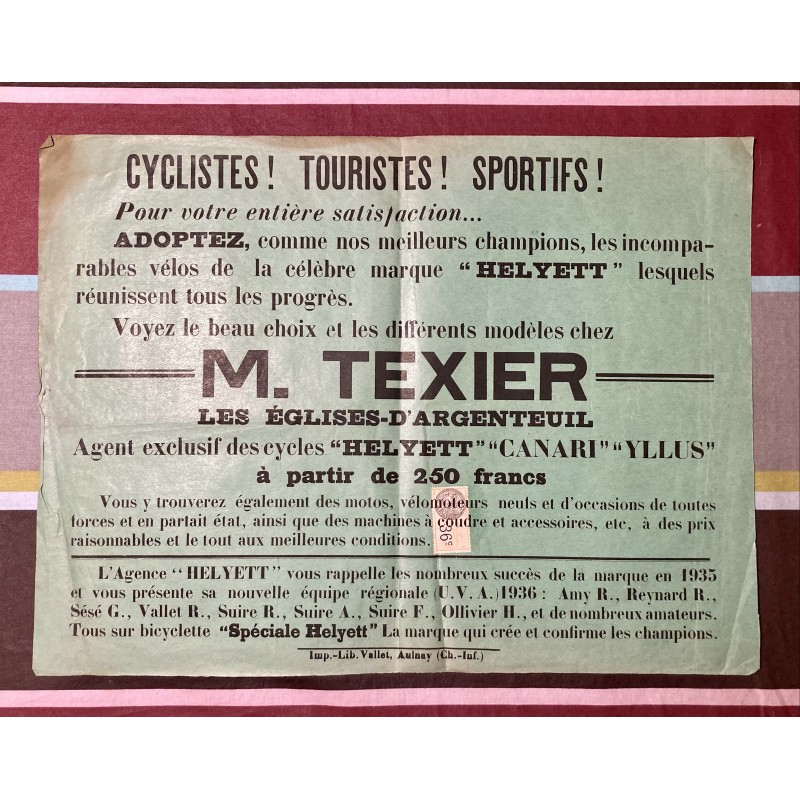 CYCLISTES! TOURISTES! SPORTIFS!
Pour votre entière satisfaction...
ADOPTEZ, comme nos meilleurs champions, les incompa-
rables vélos de la célèbre marque "HELYETT" lesquels
réunissent tous les progrès.
Voyez le beau choix et les différents modèles chez
M. TEXIER
LES ÉGLISES-D'ARGENTEUIL
Agent exclusif des cycles "HELYETT" "CANARI" "YLLUS"
à partir de 250 francs
Vous y trouverez également des motos, vélomoteurs neufs et d'occasions de toutes
forces et en parfait état, ainsi que des machines à coudre et accessoires, etc, à des prix
raisonnables et le tout aux meilleures conditions.
36
L'Agence "HELYETT" vous rappelle les nombreux succès de la marque en 1935
et vous présente sa nouvelle équipe régionale (U.V.A.) 1936 : Amy R., Reynard R.,
Sésé G., Vallet R., Suire R., Suire A., Suire F., Ollivier H., et de nombreux amateurs.
Tous sur bicyclette "Spéciale Helyett" La marque qui crée et confirme les champions.
Imp.-Lib. Vallet, Aulnay (Ch.-Inf.)